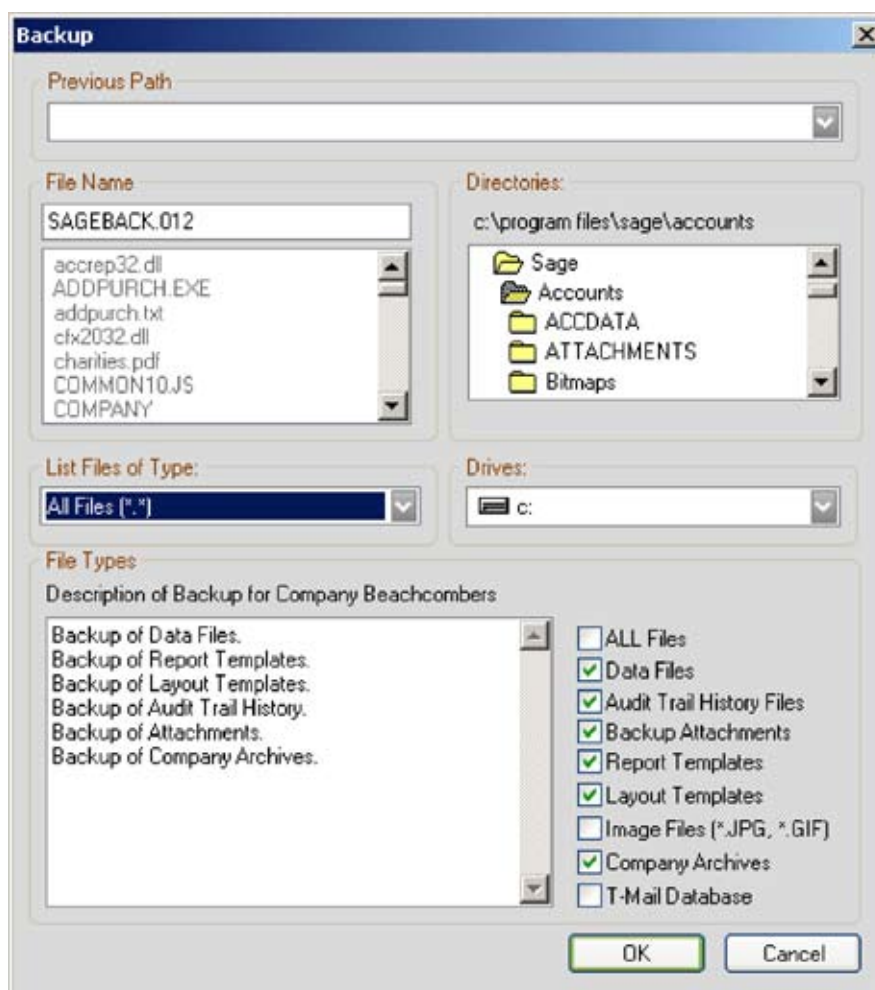 Backup
Previous Path
File Name
SAGEBACK.012
accrep32.dll
ADDPURCH.EXE
addpurch.txt
cfx2032.dll
charities.pdf
COMMON10.JS
COMPANY
Directories:
c:\program files\sage\accounts
Sage
Accounts
ACCDATA
ATTACHMENTS
Bitmaps
List Files of Type:
All Files (*.*)
Drives:
c:
File Types
Description of Backup for Company Beachcombers
Backup of Data Files.
Backup of Report Templates.
Backup of Layout Templates.
Backup of Audit Trail History.
Backup of Attachments.
Backup of Company Archives.
ALL Files
Data Files
Audit Trail History Files
Backup Attachments
Report Templates
Layout Templates
Image Files (*.JPG, *.GIF)
Company Archives
T-Mail Database
OK
Cancel